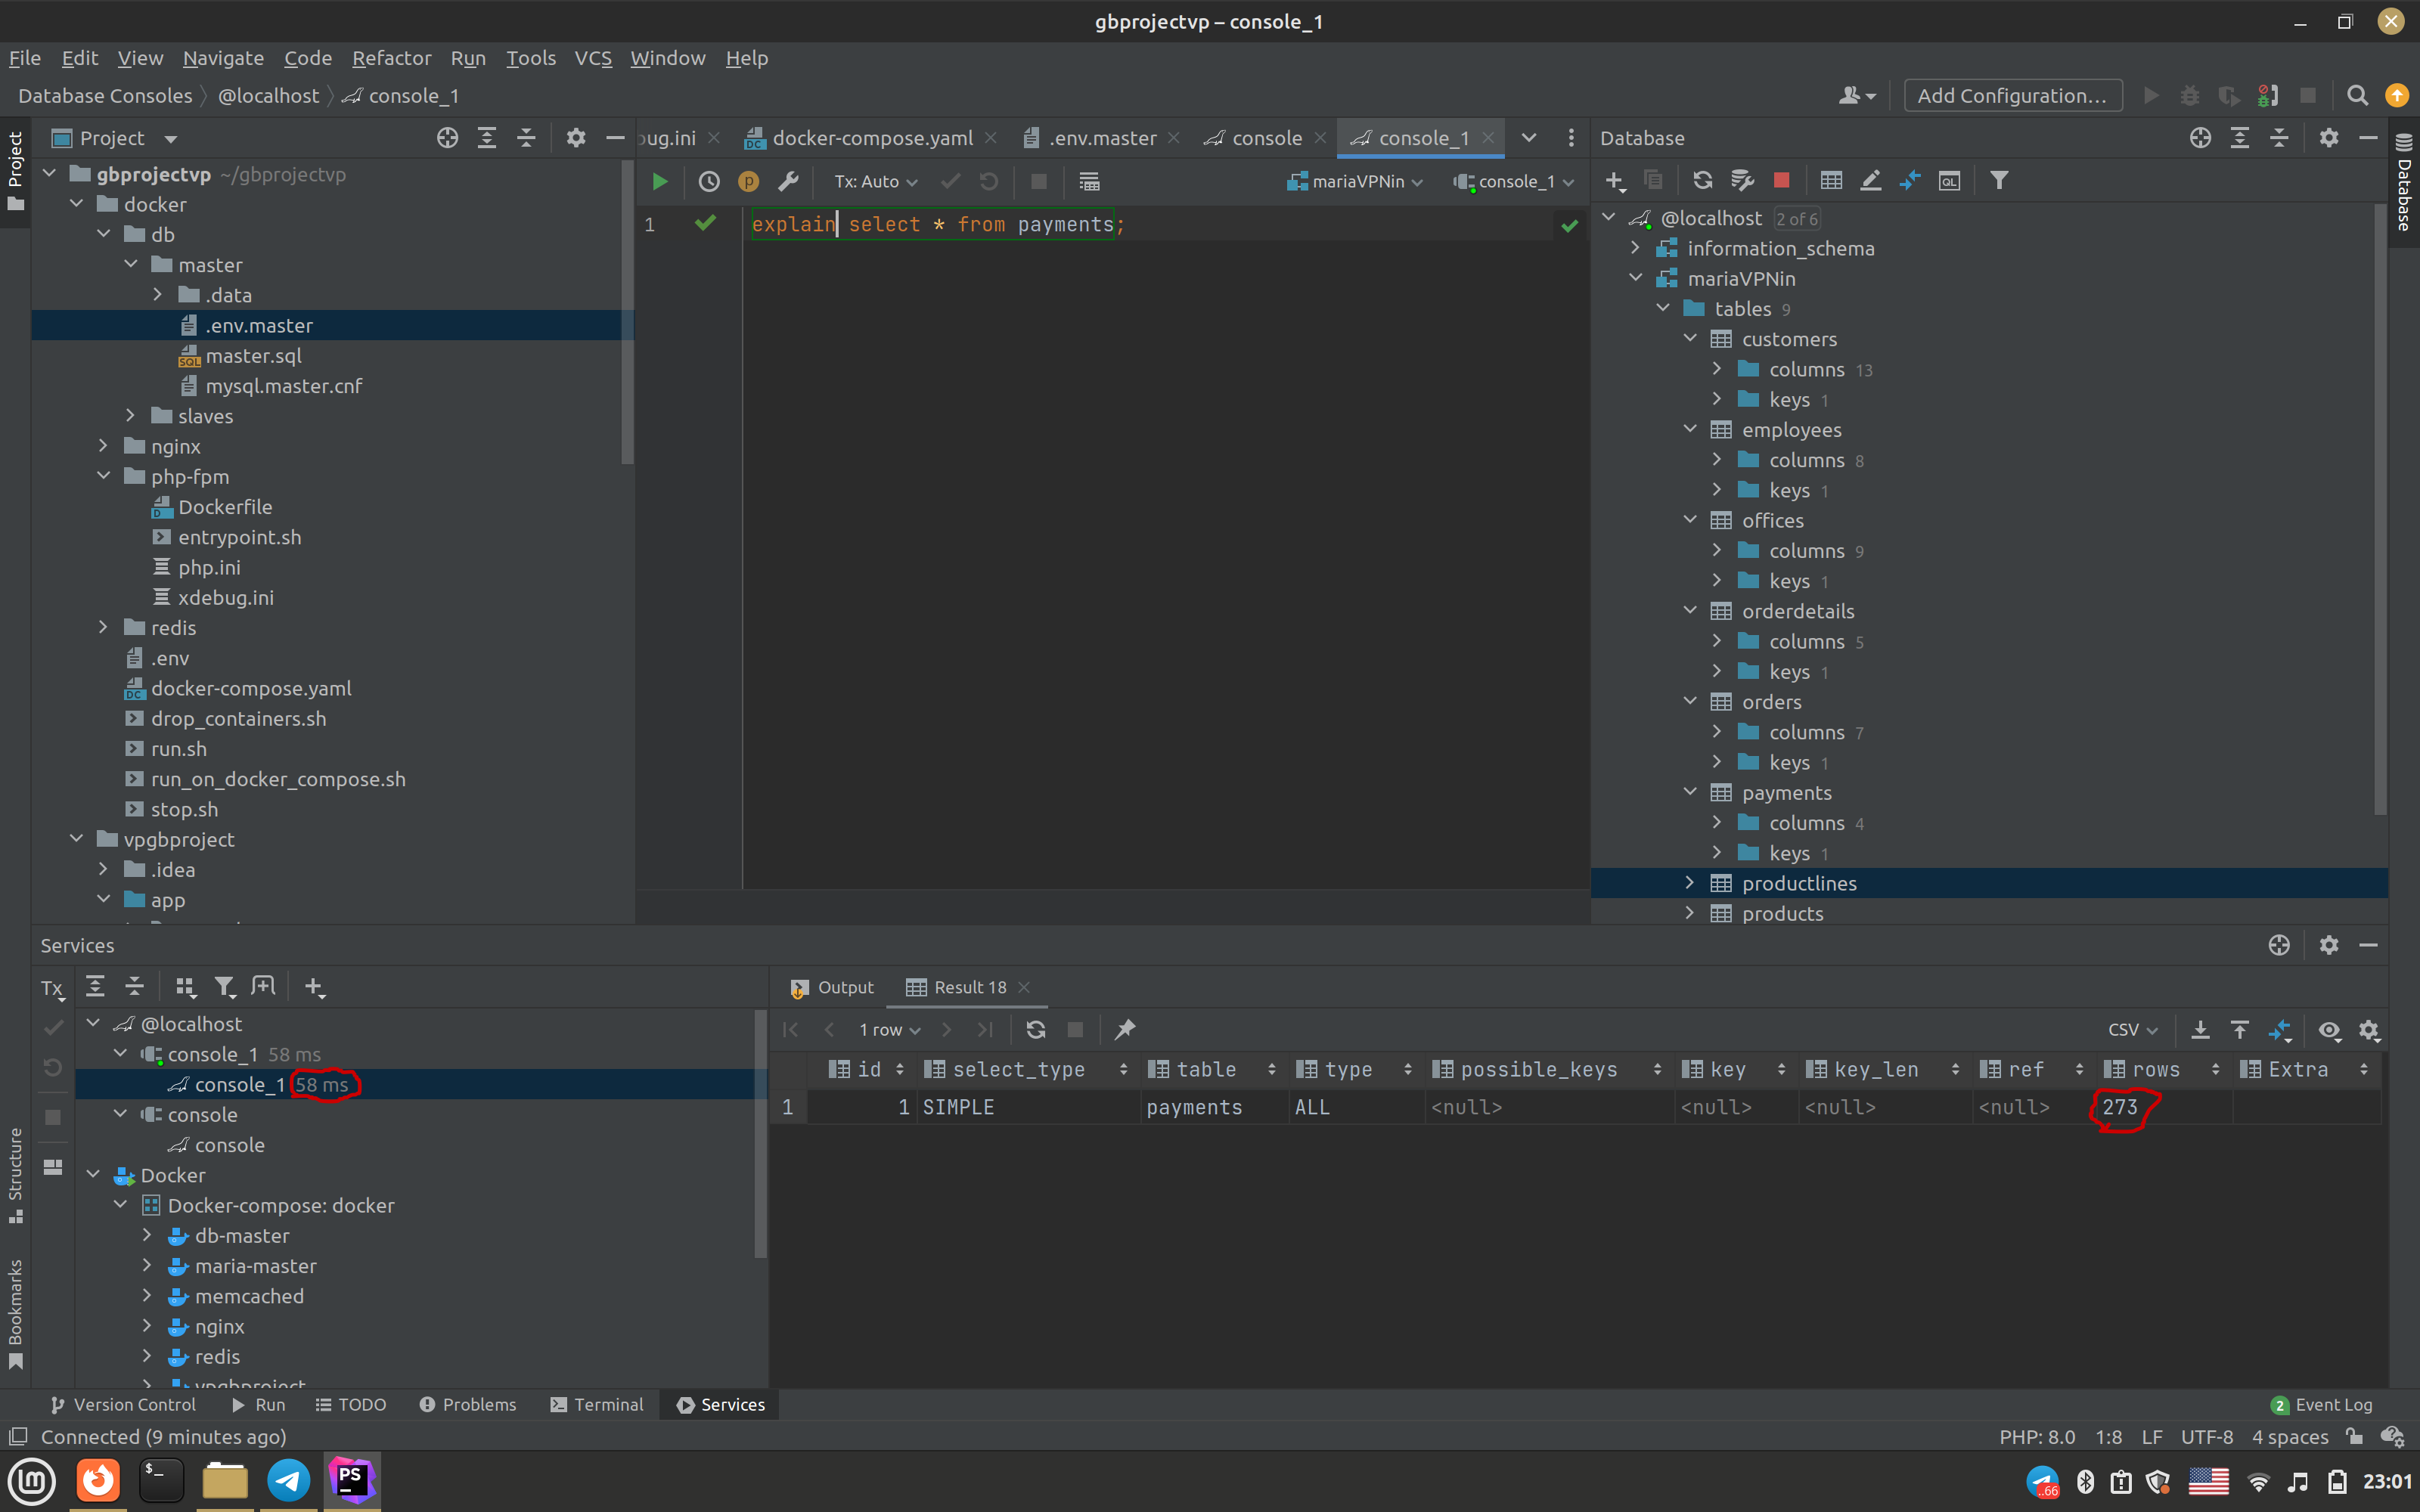 gbprojectvp – console_1
File Edit View Navigate Code Refactor Run Tools VCS Window Help
Database Consoles @localhost console_1
Add Configuration...
Project
bug.ini docker-compose.yaml .env.master console console_1
Database
Tx: Auto mariaVPNin console_1
1 explain select * from payments;
gbprojectvp ~/gbprojectvp
docker
db
master
.data
.env.master
master.sql
mysql.master.cnf
slaves
nginx
php-fpm
Dockerfile
entrypoint.sh
php.ini
xdebug.ini
redis
.env
docker-compose.yaml
drop_containers.sh
run.sh
run_on_docker_compose.sh
stop.sh
vpgbproject
.idea
app
@localhost 2 of 6
information_schema
mariaVPNin
tables 9
customers
columns 13
keys 1
employees
columns 8
keys 1
offices
columns 9
keys 1
orderdetails
columns 5
keys 1
orders
columns 7
keys 1
payments
columns 4
keys 1
productlines
products
Project
Structure
Bookmarks
Database
Services
Tx
@localhost
console_1 58 ms
console_1 58 ms
console
console
Docker
Docker-compose: docker
db-master
maria-master
memcached
nginx
redis
vpgbproject
Output Result 18
1 row CSV
id select_type table type possible_keys key key_len ref rows Extra
1 1 SIMPLE payments ALL <null> <null> <null> <null> 273
Version Control Run TODO Problems Terminal Services 2 Event Log
Connected (9 minutes ago) PHP: 8.0 1:8 LF UTF-8 4 spaces
PS
..66
23:01